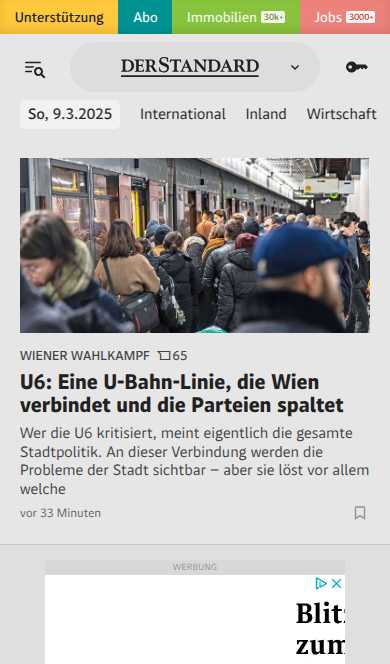 Unterstützung Abo Immobilien 30k+ Jobs 3000+
DERSTANDARD
So, 9.3.2025 International Inland Wirtschaft
WIENER WAHLKAMPF 65
U6: Eine U-Bahn-Linie, die Wien
verbindet und die Parteien spaltet
Wer die U6 kritisiert, meint eigentlich die gesamte
Stadtpolitik. An dieser Verbindung werden die
Probleme der Stadt sichtbar – aber sie löst vor allem
welche
vor 33 Minuten
WERBUNG
Blitz
zum